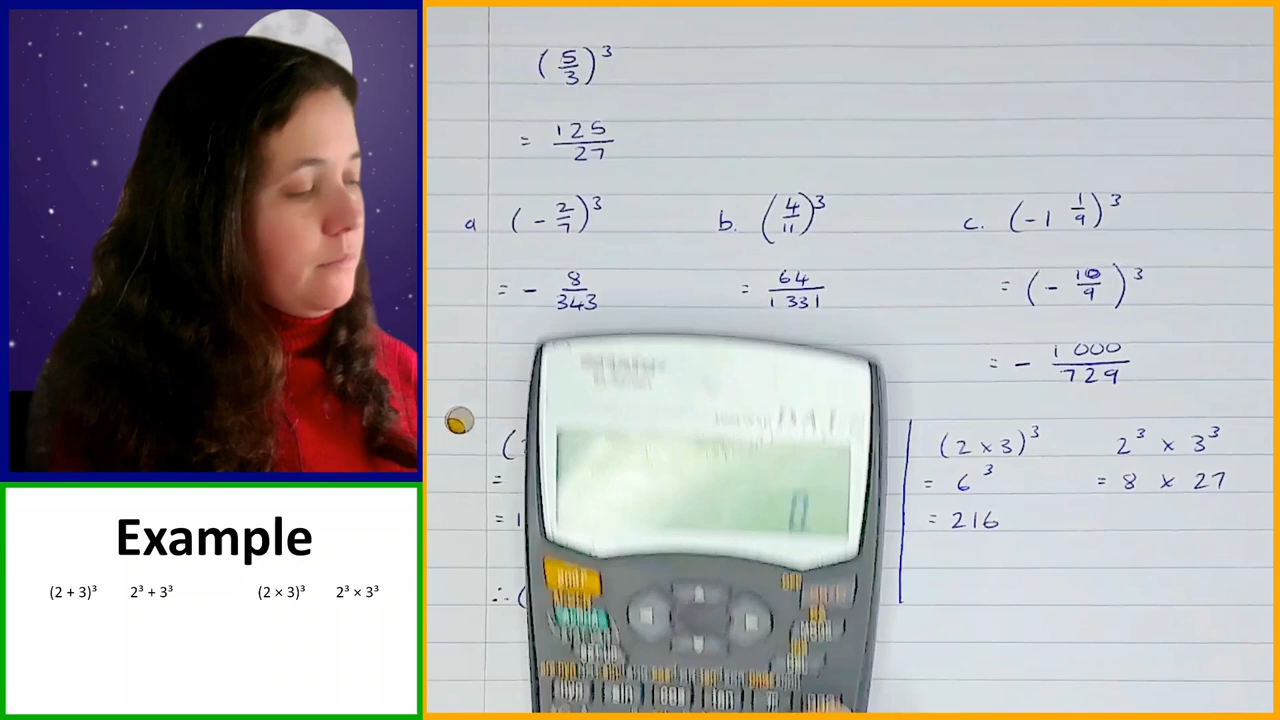 (5/3)³
= 125/27
a (- 2/7)³ b. (4/11)³ c. (-1 1/9)³
= - 8/343 = 64/1331 = (- 10/9)³
= - 1000/729
(2 × 3)³ 2³ × 3³
= 6³ = 8 × 27
= 216
Example
(2 + 3)³ 2³ + 3³ (2 × 3)³ 2³ × 3³